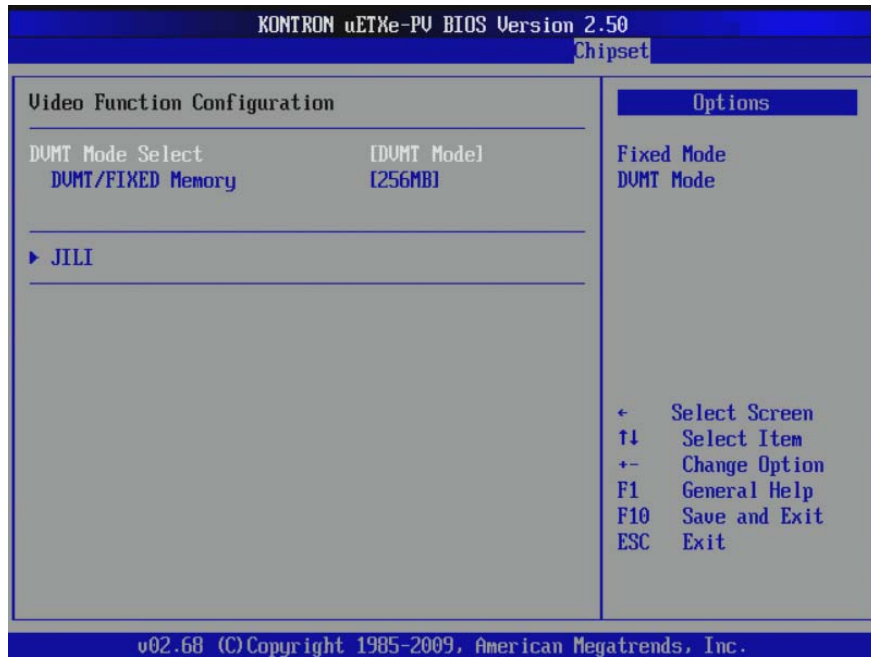 KONTRON uETXe-PV BIOS Version 2.50
Chipset
Video Function Configuration
DVMT Mode Select [DVMT Mode]
DVMT/FIXED Memory [256MB]
▶ JILI
Options
Fixed Mode
DVMT Mode
← Select Screen
↑↓ Select Item
+- Change Option
F1 General Help
F10 Save and Exit
ESC Exit
v02.68 (C)Copyright 1985-2009, American Megatrends, Inc.